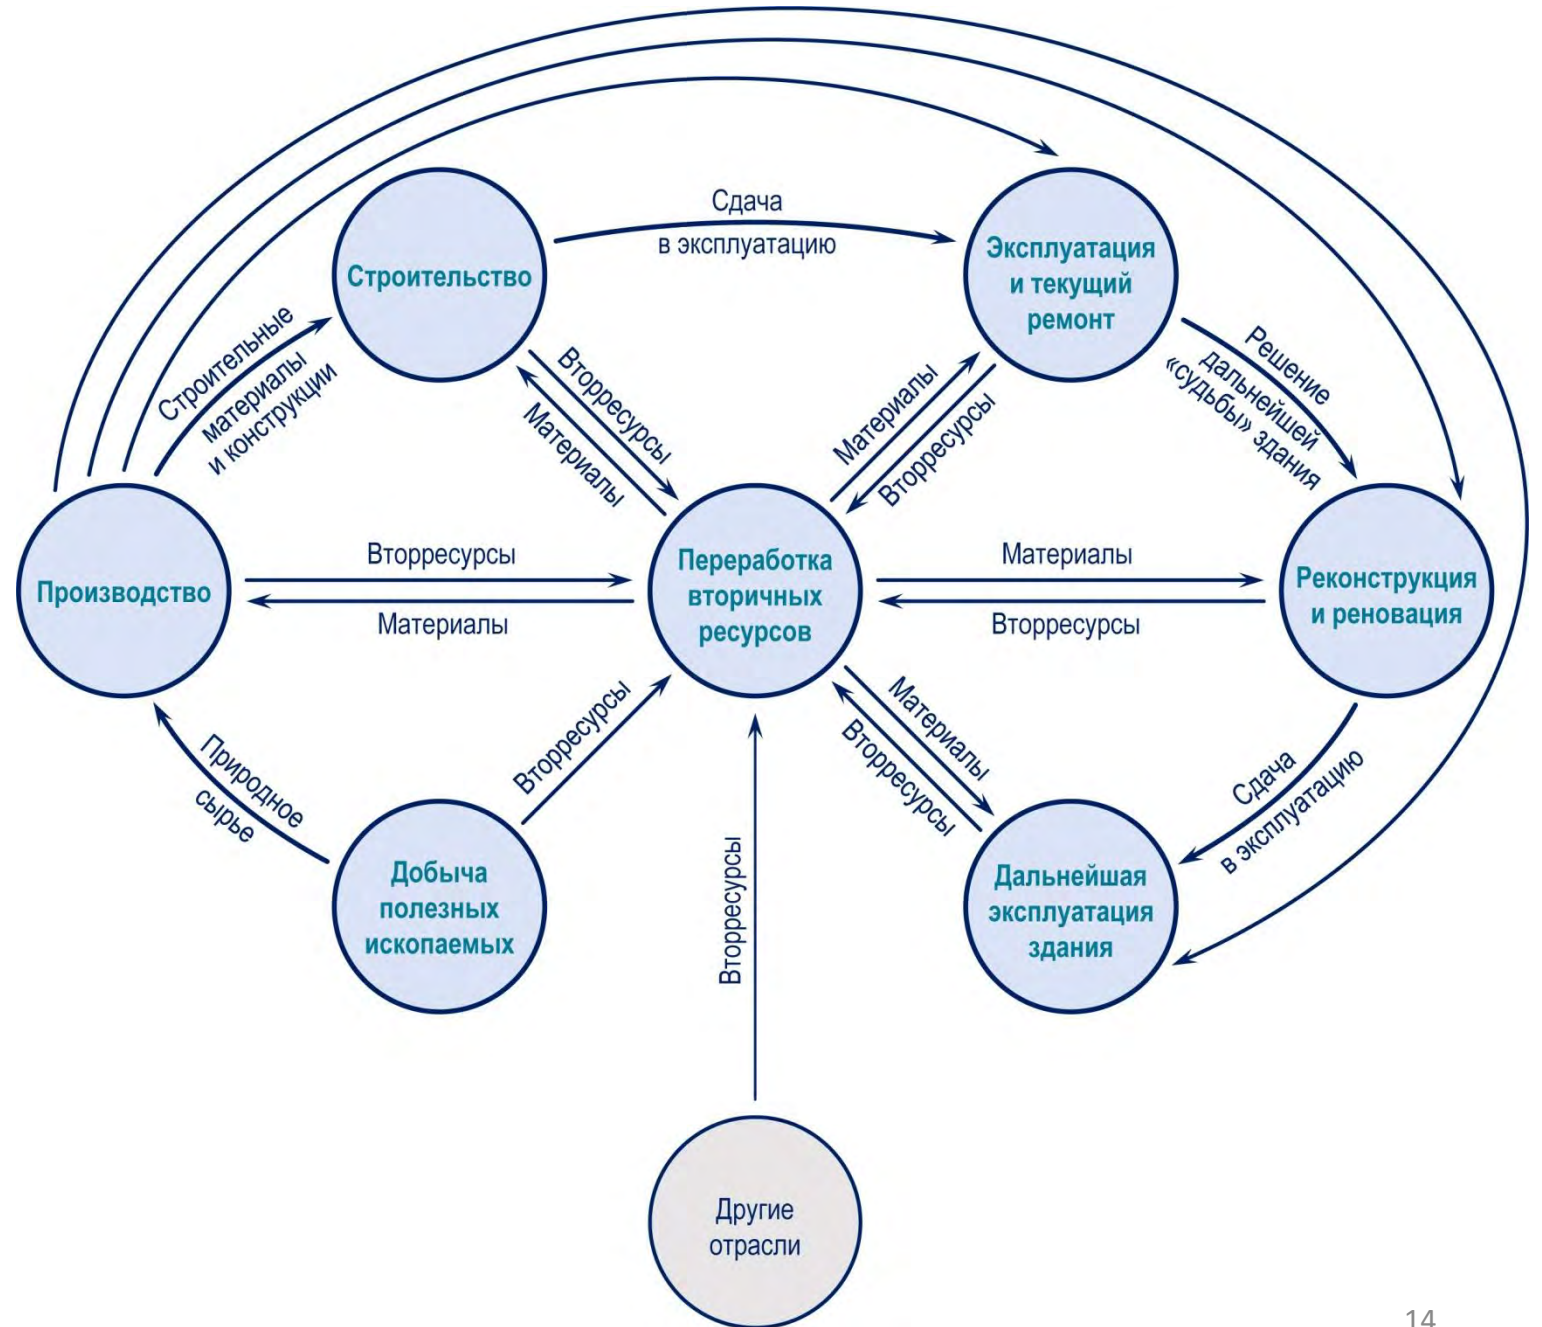 Сдача
в эксплуатацию
Строительство
Эксплуатация
и текущий
ремонт
Строительные
материалы
и конструкции
Вторресурсы
Материалы
Материалы
Вторресурсы
Решение
дальнейшей
«судьбы» здания
Производство
Вторресурсы
Материалы
Переработка
вторичных
ресурсов
Материалы
Вторресурсы
Реконструкция
и реновация
Природное
сырье
Вторресурсы
Материалы
Вторресурсы
Сдача
в эксплуатацию
Добыча
полезных
ископаемых
Вторресурсы
Дальнейшая
эксплуатация
здания
Другие
отрасли
14